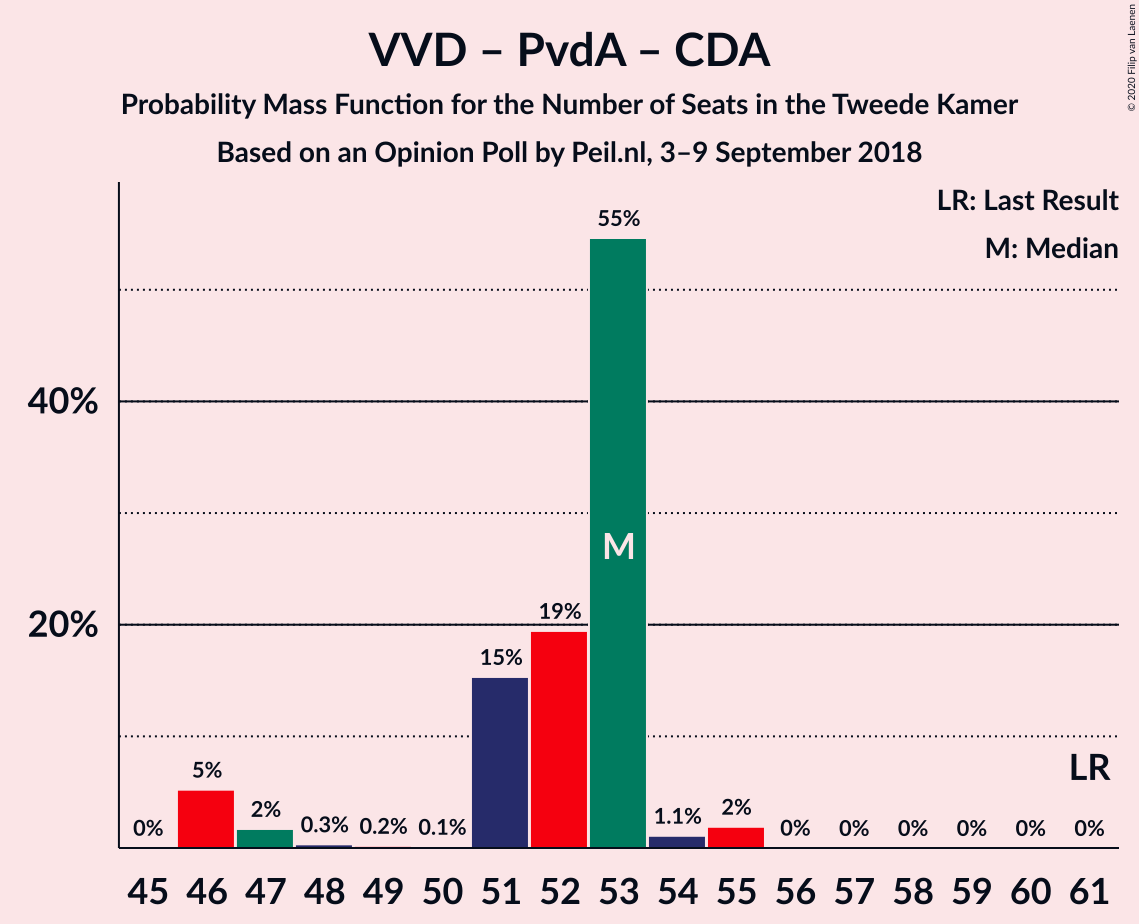 VVD – PvdA – CDA
Probability Mass Function for the Number of Seats in the Tweede Kamer
Based on an Opinion Poll by Peil.nl, 3–9 September 2018
© 2020 Filip van Laenen
LR: Last Result
M: Median
40%
20%
0%
5%
2%
0.3%
0.2%
0.1%
15%
19%
55%
1.1%
2%
0%
0%
0%
0%
0%
0%
M
LR
45 46 47 48 49 50 51 52 53 54 55 56 57 58 59 60 61